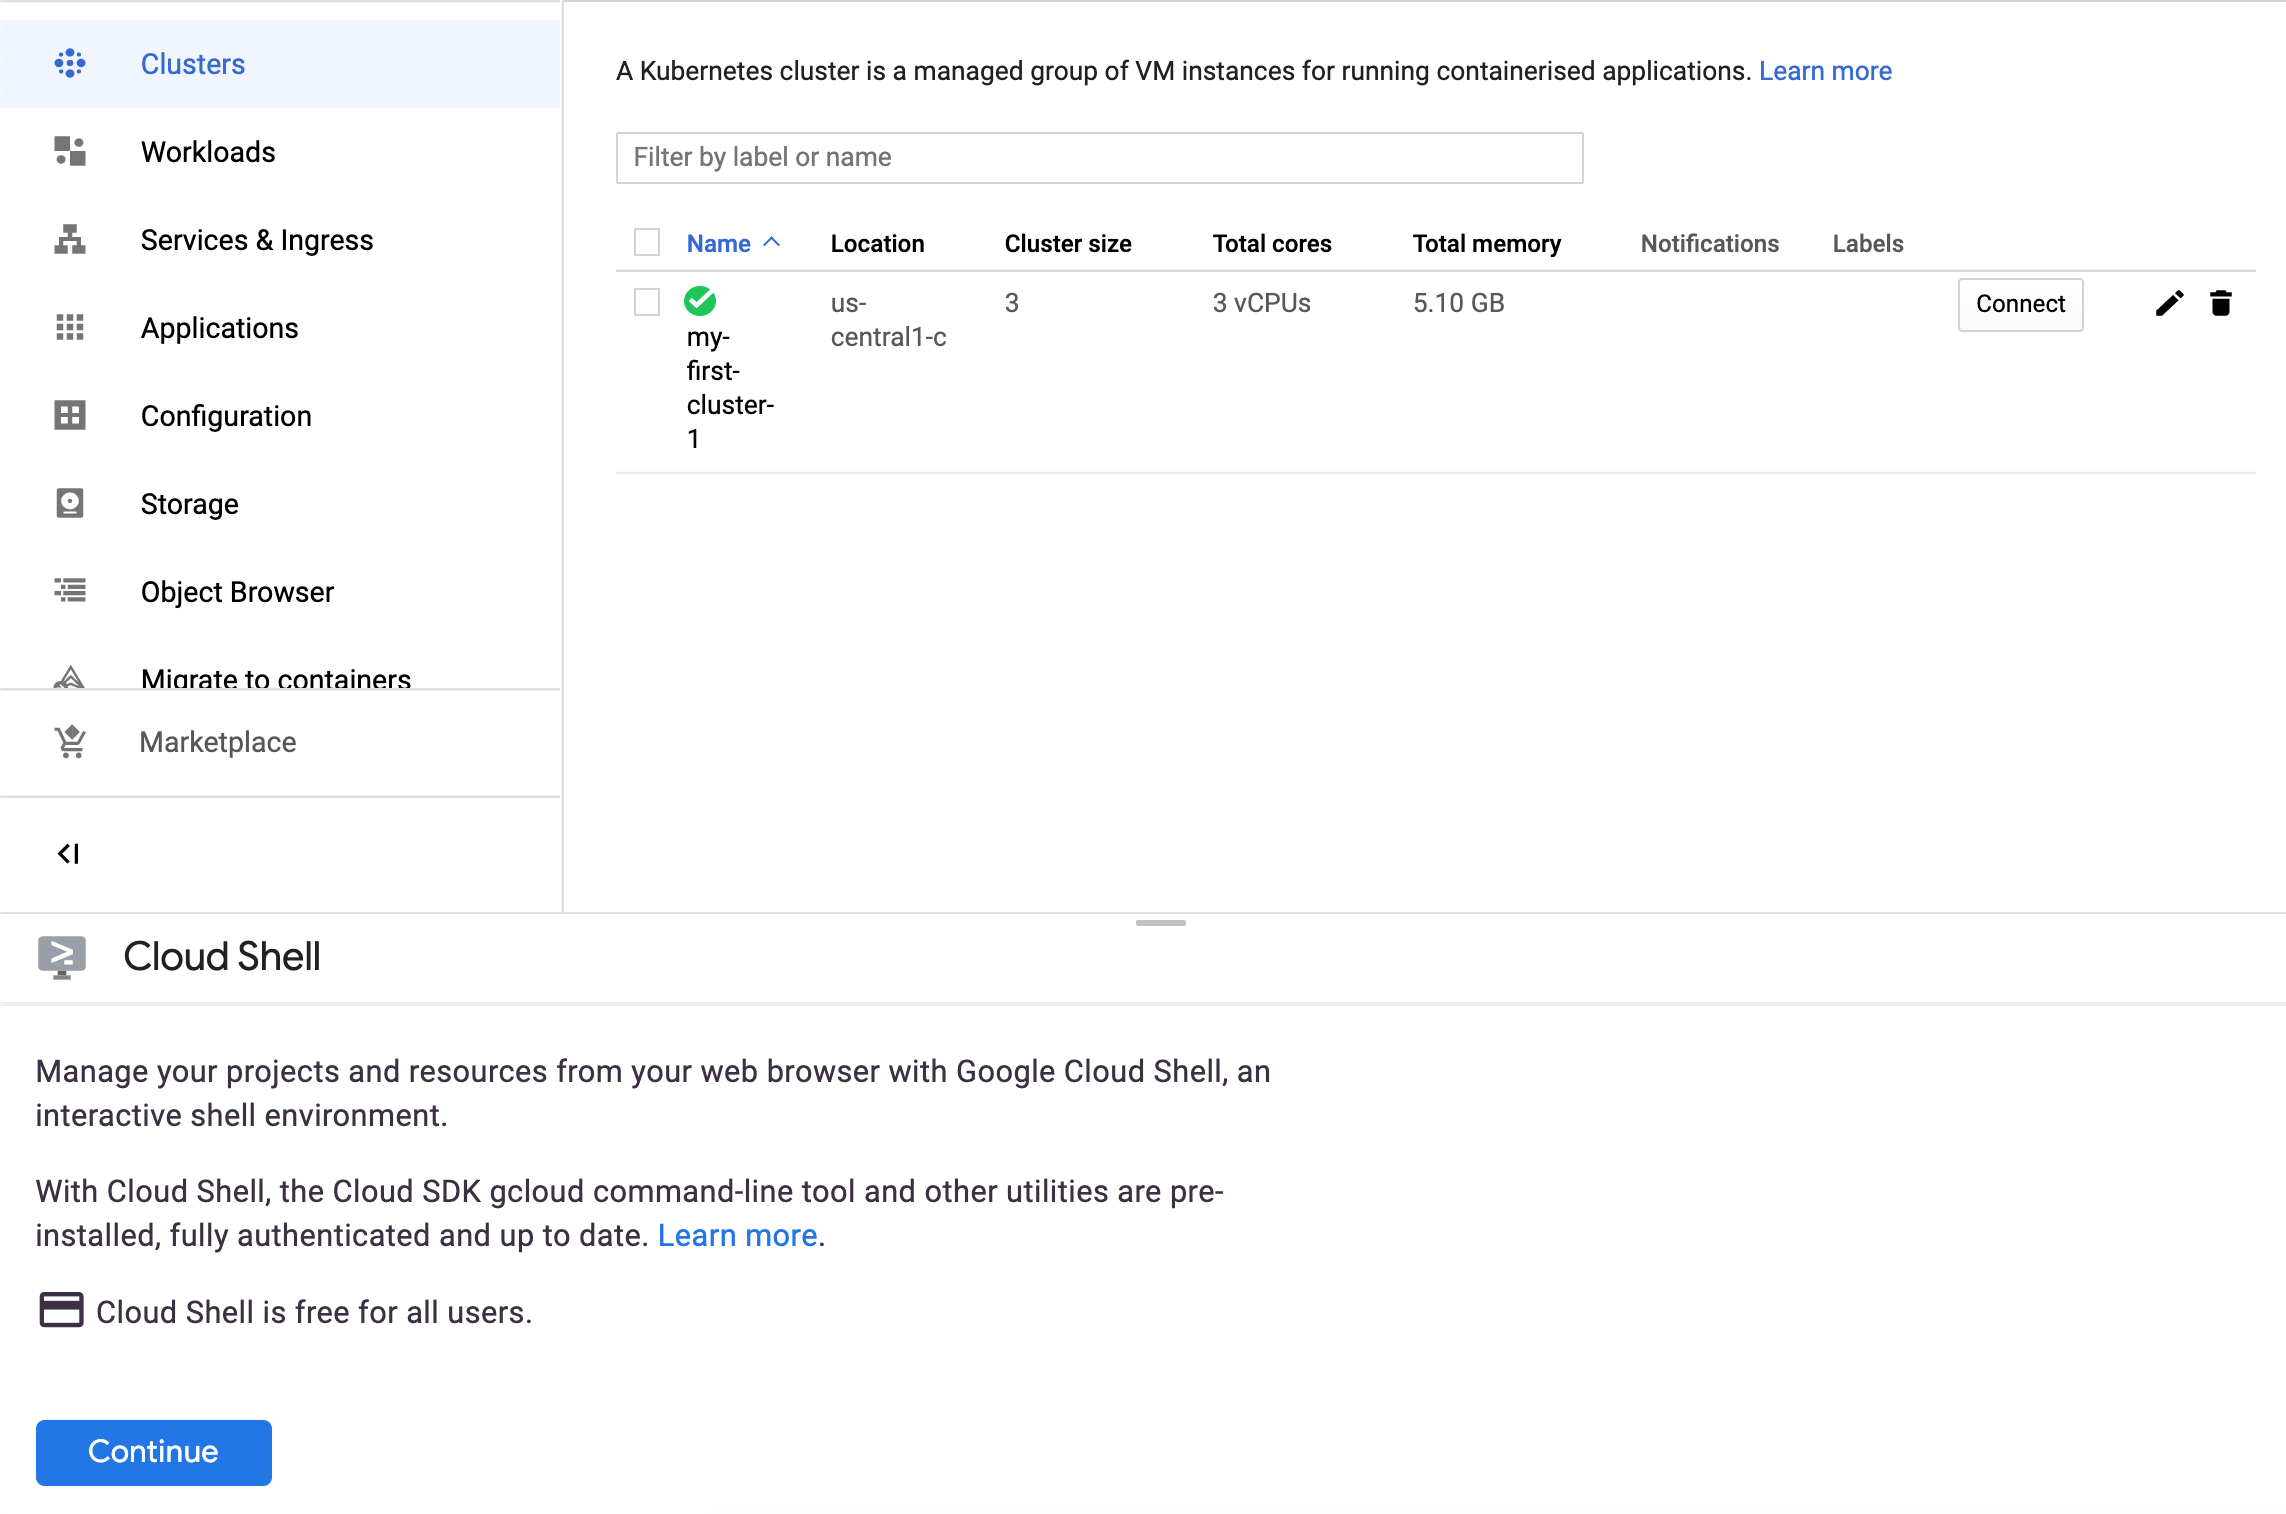 Clusters
Workloads
Services & Ingress
Applications
Configuration
Storage
Object Browser
Migrate to containers
Marketplace
A Kubernetes cluster is a managed group of VM instances for running containerised applications. Learn more
Filter by label or name
Name Location Cluster size Total cores Total memory Notifications Labels
us- 3 3 vCPUs 5.10 GB Connect
my- central1-c
first-
cluster-
1
Cloud Shell
Manage your projects and resources from your web browser with Google Cloud Shell, an
interactive shell environment.
With Cloud Shell, the Cloud SDK gcloud command-line tool and other utilities are pre-
installed, fully authenticated and up to date. Learn more.
Cloud Shell is free for all users.
Continue